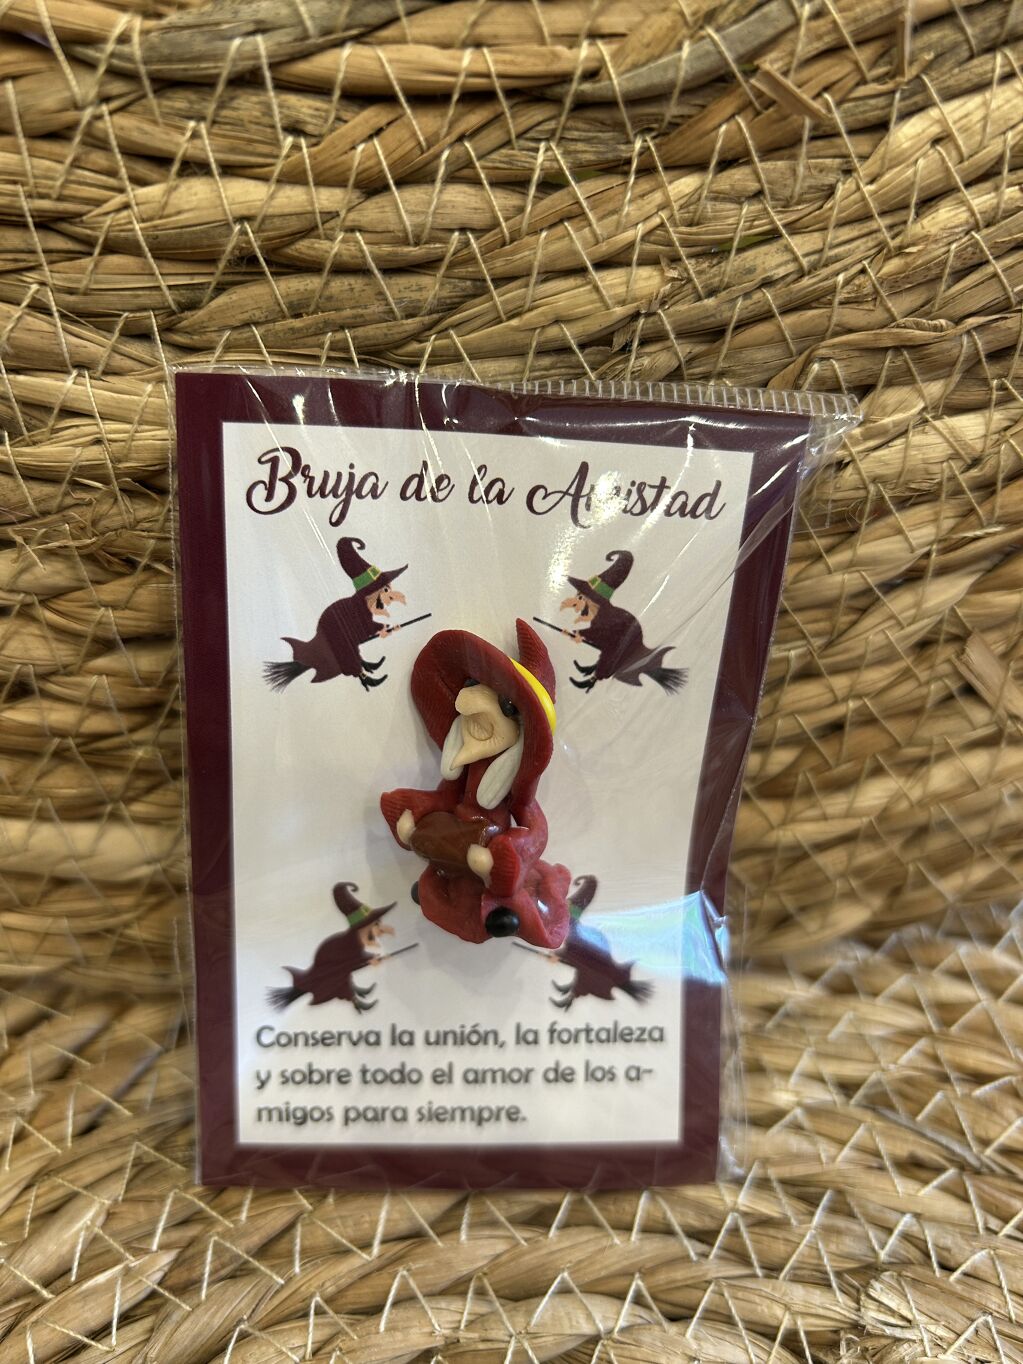 Bruja de la Amistad
Conserva la unión, la fortaleza
y sobre todo el amor de los a-
migos para siempre.